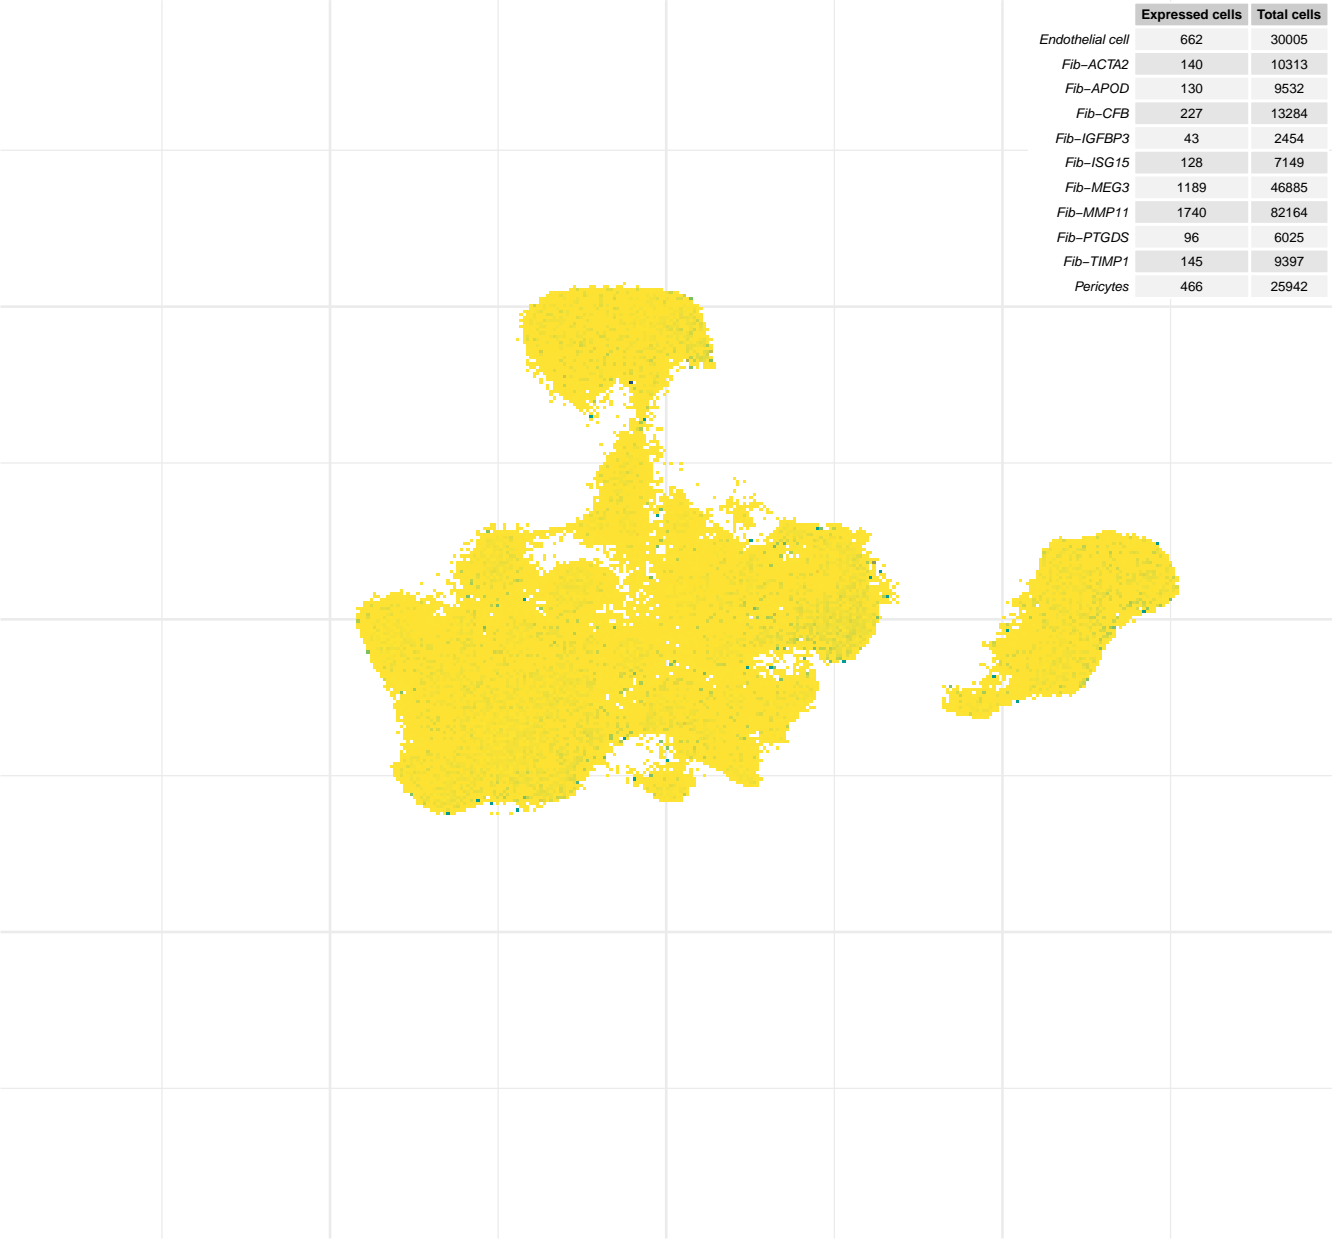 Expressed cells Total cells
Endothelial cell 662 30005
Fib−ACTA2 140 10313
Fib−APOD 130 9532
Fib−CFB 227 13284
Fib−IGFBP3 43 2454
Fib−ISG15 128 7149
Fib−MEG3 1189 46885
Fib−MMP11 1740 82164
Fib−PTGDS 96 6025
Fib−TIMP1 145 9397
Pericytes 466 25942